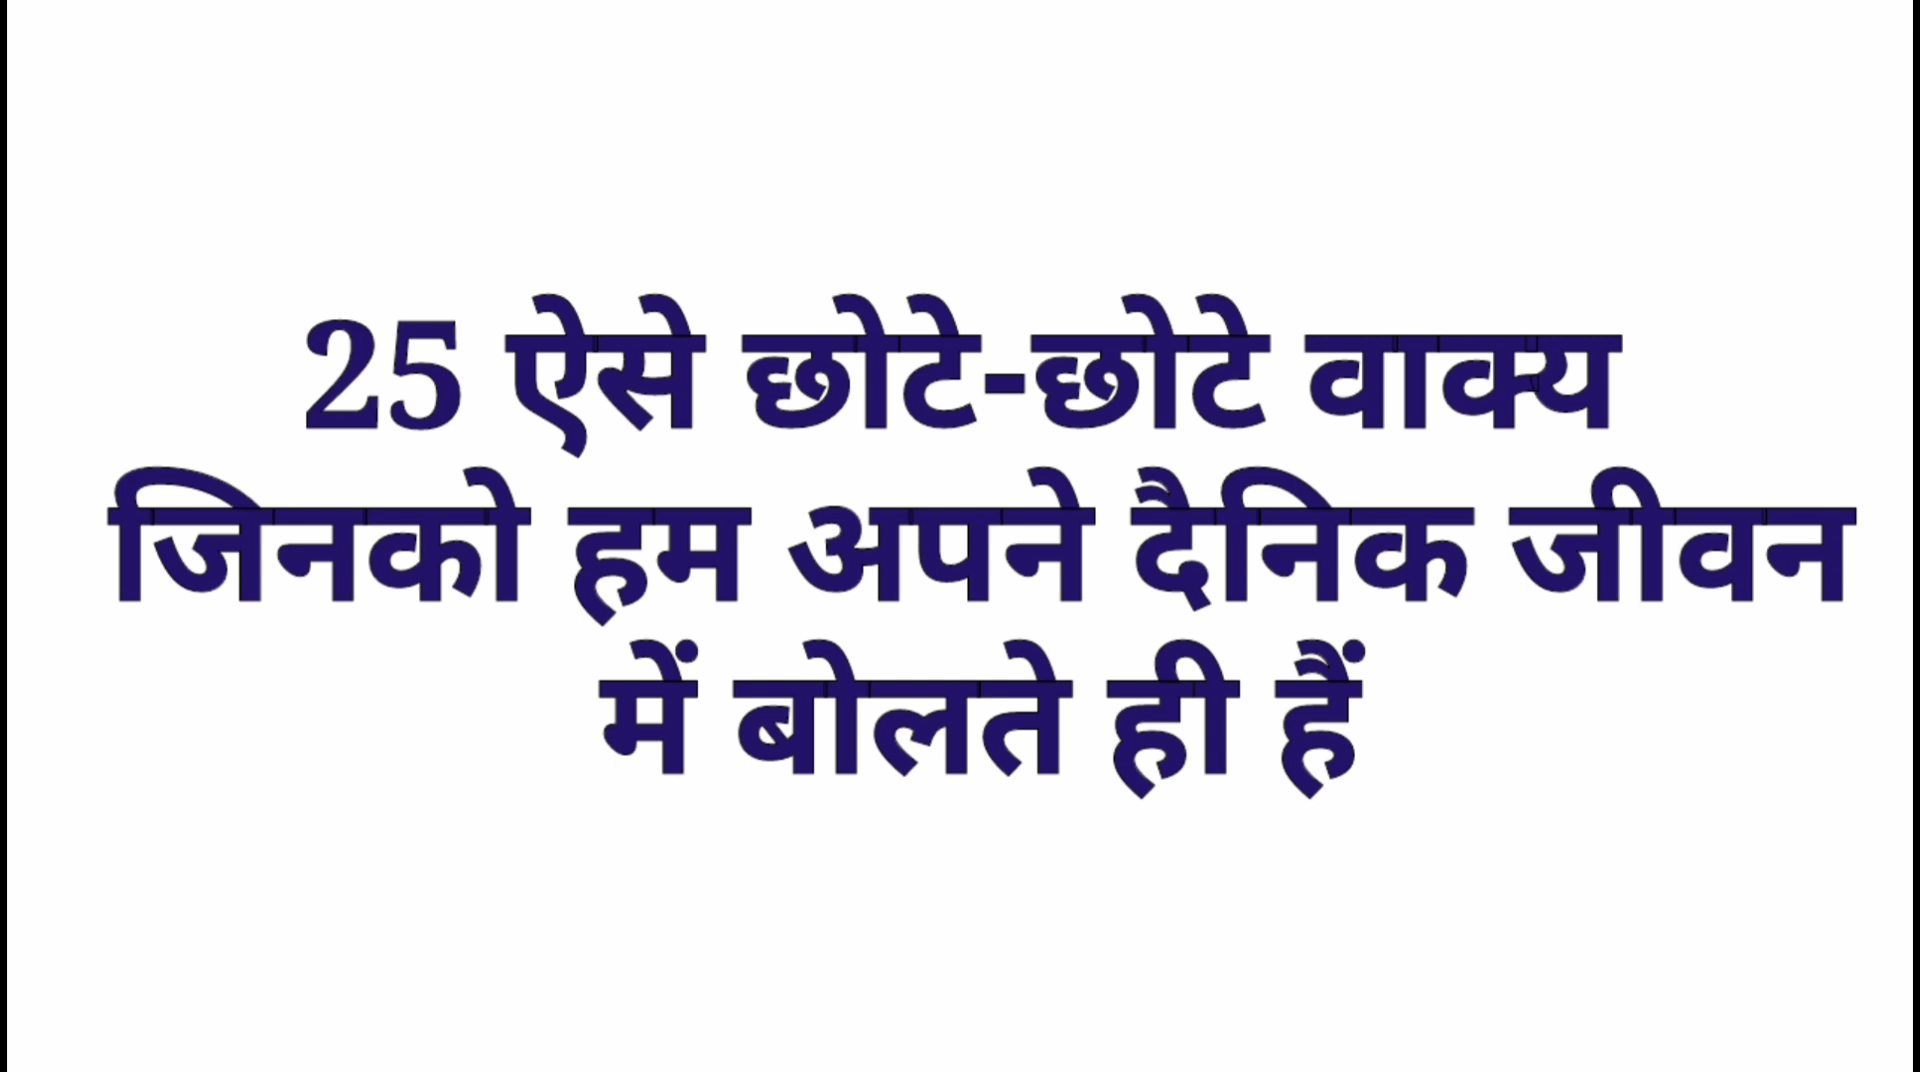 25 ऐसे छोटे-छोटे वाक्य
जिनको हम अपने दैनिक जीवन
में बोलते ही हैं